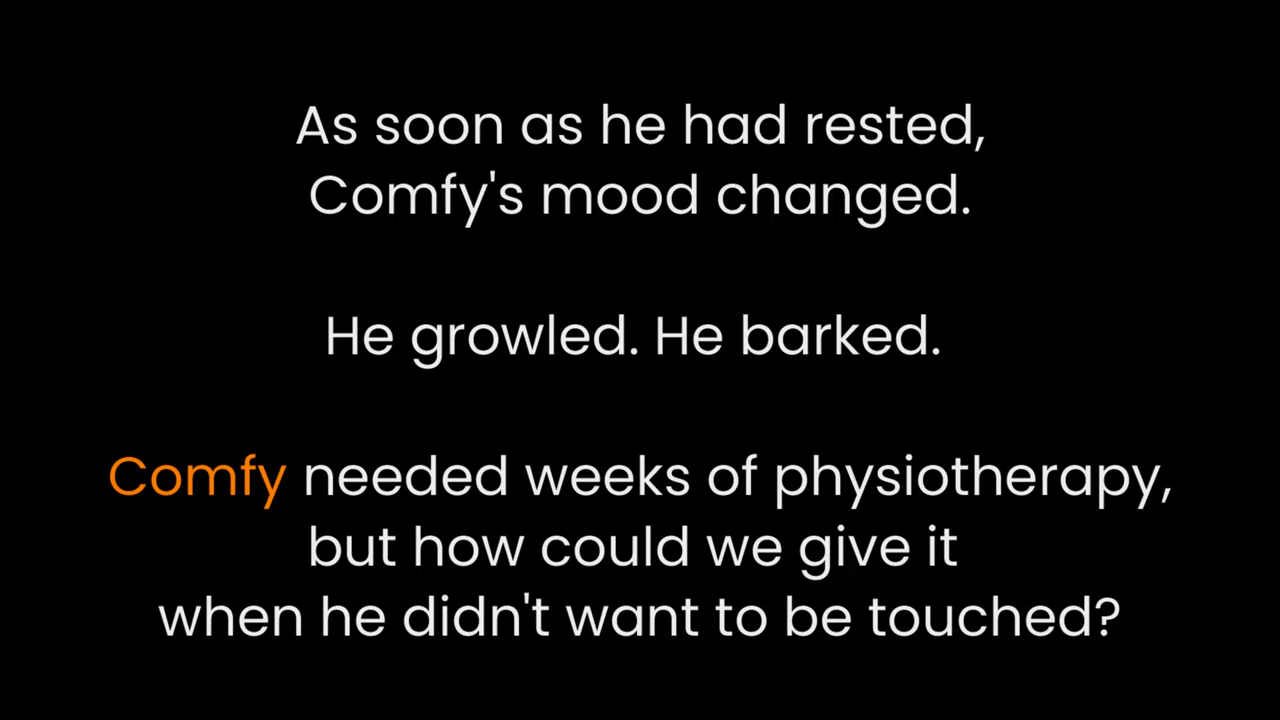 As soon as he had rested,
Comfy's mood changed.
He growled. He barked.
Comfy needed weeks of physiotherapy,
but how could we give it
when he didn't want to be touched?